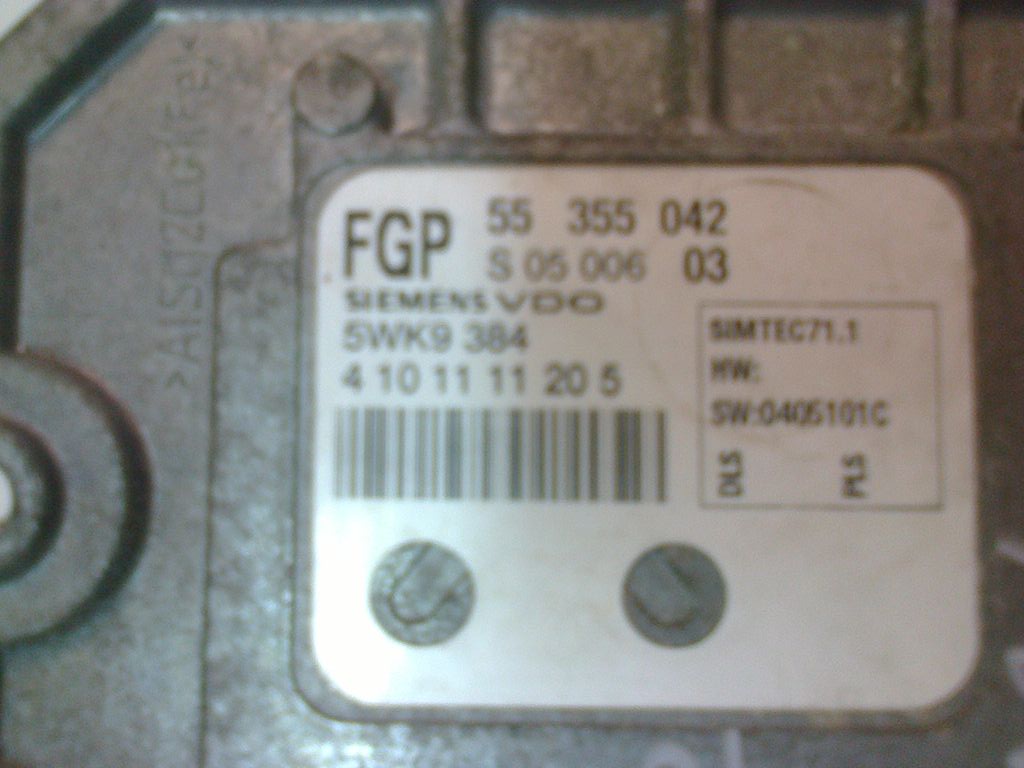 FGP 55 355 042
S 05 006 03
SIEMENS VDO
5WK9 384
4 10 11 11 20 5
SIMTEC71.1
HW:
SW:0405101C
DLS PLS